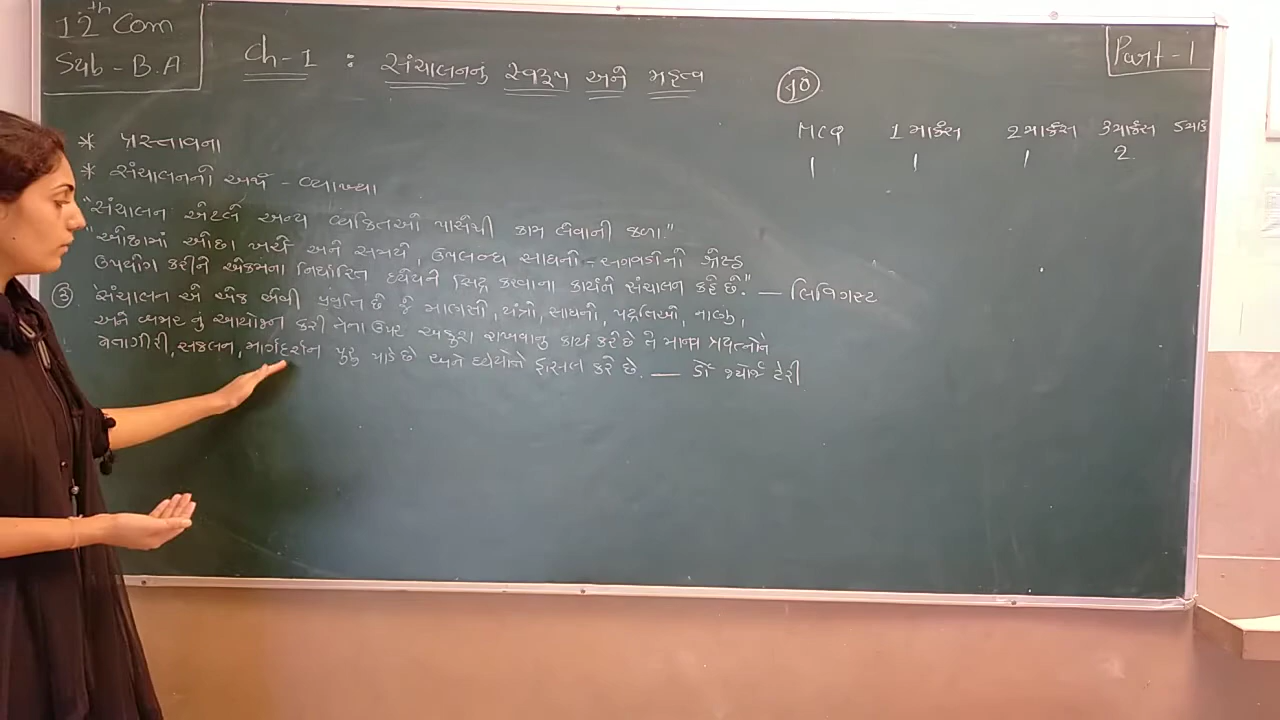 12th Com
Sub - B.A
Ch-1 : સંચાલનનું સ્વરૂપ અને મહત્વ
10
Part-1
MCQ 1 માર્કસ 2 માર્કસ 3 માર્કસ 5 માર્ક
1 1 1 2
* પ્રસ્તાવના
* સંચાલનની અર્થ - વ્યાખ્યા
"સંચાલન એટલે અન્ય વ્યકિતઓ પાસેથી કામ લેવાની કળા."
"ઓછામાં ઓછા ખર્ચે અને સમયે, ઉપલબ્ધ સાધનો - સગવડોનો શ્રેષ્ઠ
ઉપયોગ કરીને એકમના નિર્ધારિત ધ્યેયને સિદ્ધ કરવાના કાર્યને સંચાલન કહે છે." — લિવિંગસ્ટ
③ સંચાલન એ એક એવી પ્રવૃત્તિ છે જે માણસો, યંત્રો, સાધનો, પદ્ધતિઓ, નાણું,
અને બજાર નું આયોજન કરી તેના ઉપર અંકુશ રાખવાનું કાર્ય કરે છે ને માનવ પ્રયત્નોને
નેતાગીરી, સંકલન, માર્ગદર્શન પુરું પાડે છે અને ધ્યેયોને હાંસલ કરે છે. — ડૉ જ્યોર્જ ટેરી